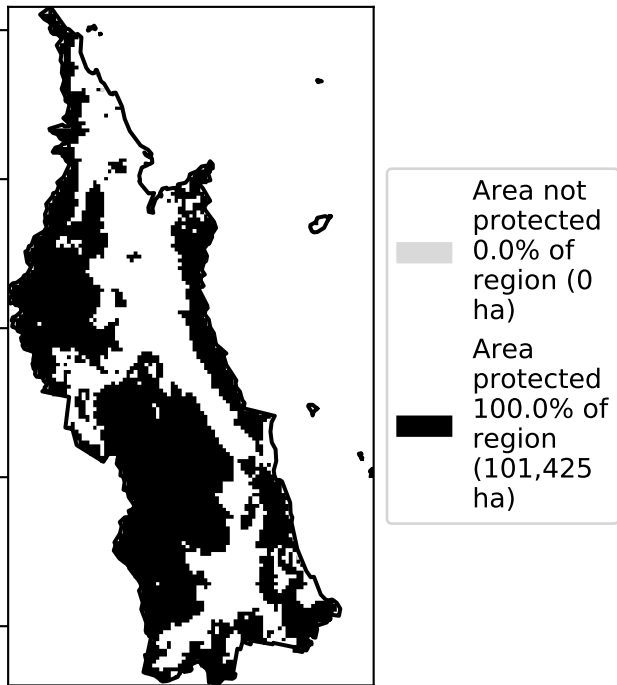 Area not
protected
0.0% of
region (0
ha)
Area
protected
100.0% of
region
(101,425
ha)